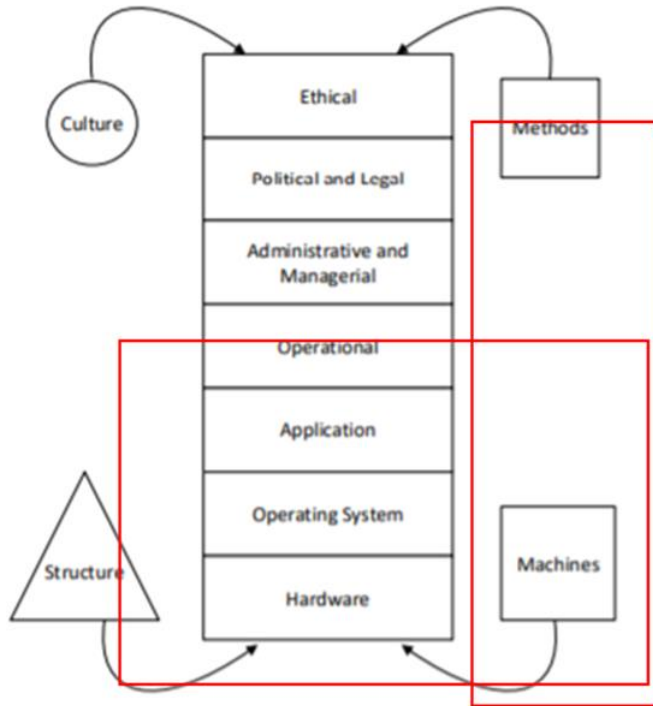 Ethical
Culture
Methods
Political and Legal
Administrative and
Managerial
Operational
Application
Operating System
Structure
Machines
Hardware